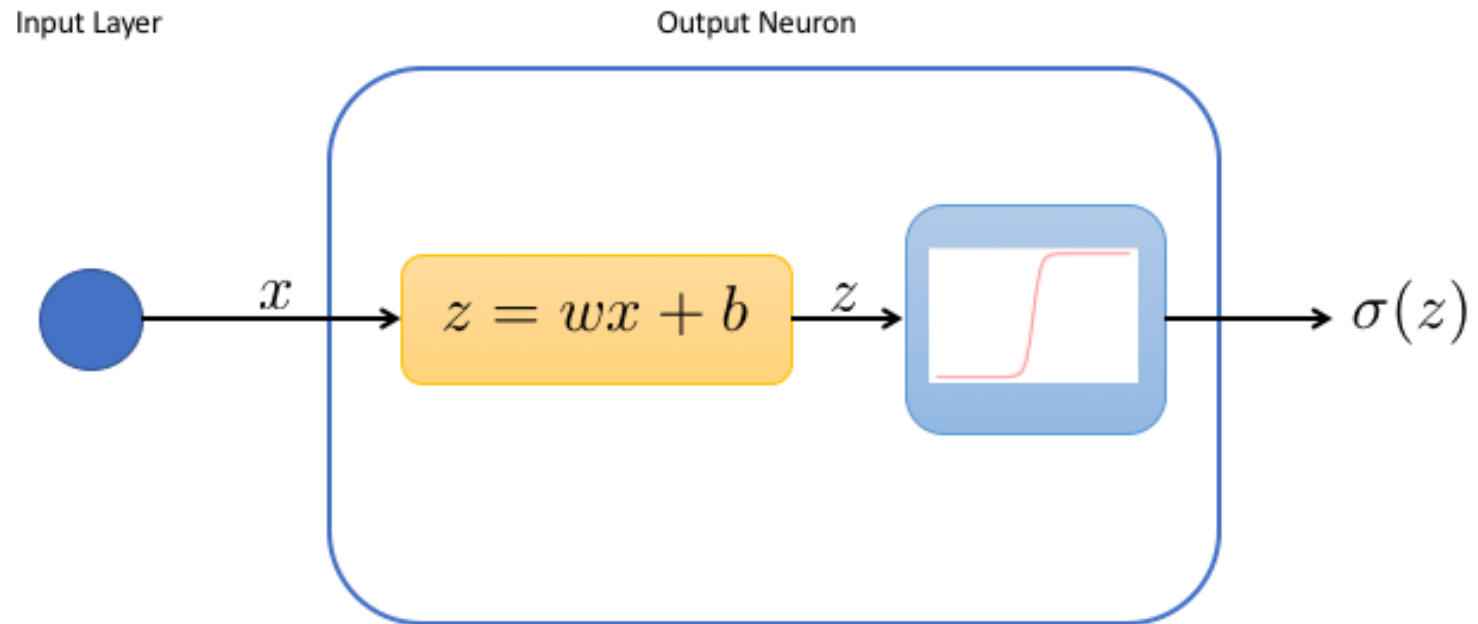 Input Layer
Output Neuron
x
z = wx + b
z
σ(z)